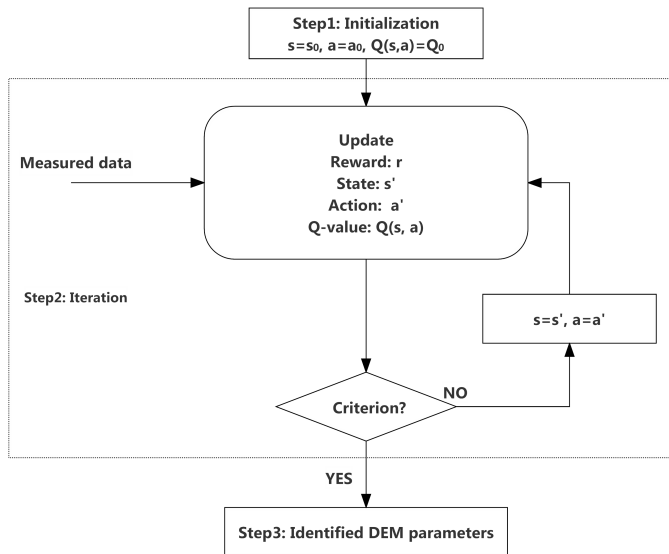 Step1: Initialization
s=s₀, a=a₀, Q(s,a)=Q₀
Update
Reward: r
State: s'
Action: a'
Q-value: Q(s, a)
Measured data
Step2: Iteration
s=s', a=a'
Criterion?
NO
YES
Step3: Identified DEM parameters